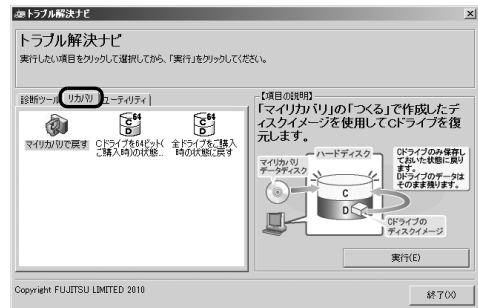 トラブル解決ナビ
トラブル解決ナビ
実行したい項目をクリックして選択してから、「実行」をクリックしてください。
診断ツール
リカバリ
ユーティリティ
マイリカバリで戻す
Cドライブを64ビット(
ご購入時)の状態...
全ドライブをご購入
時の状態に戻す
【項目の説明】
「マイリカバリ」の「つくる」で作成したデ
ィスクイメージを使用してCドライブを復
元します。
マイリカバリ
データディスク
ハードディスク
Cドライブのみ保存し
ておいた状態に戻り
ます。
Dドライブのデータは
そのまま残ります。
C
D
Cドライブの
ディスクイメージ
実行(E)
Copyright FUJITSU LIMITED 2010
終了(X)